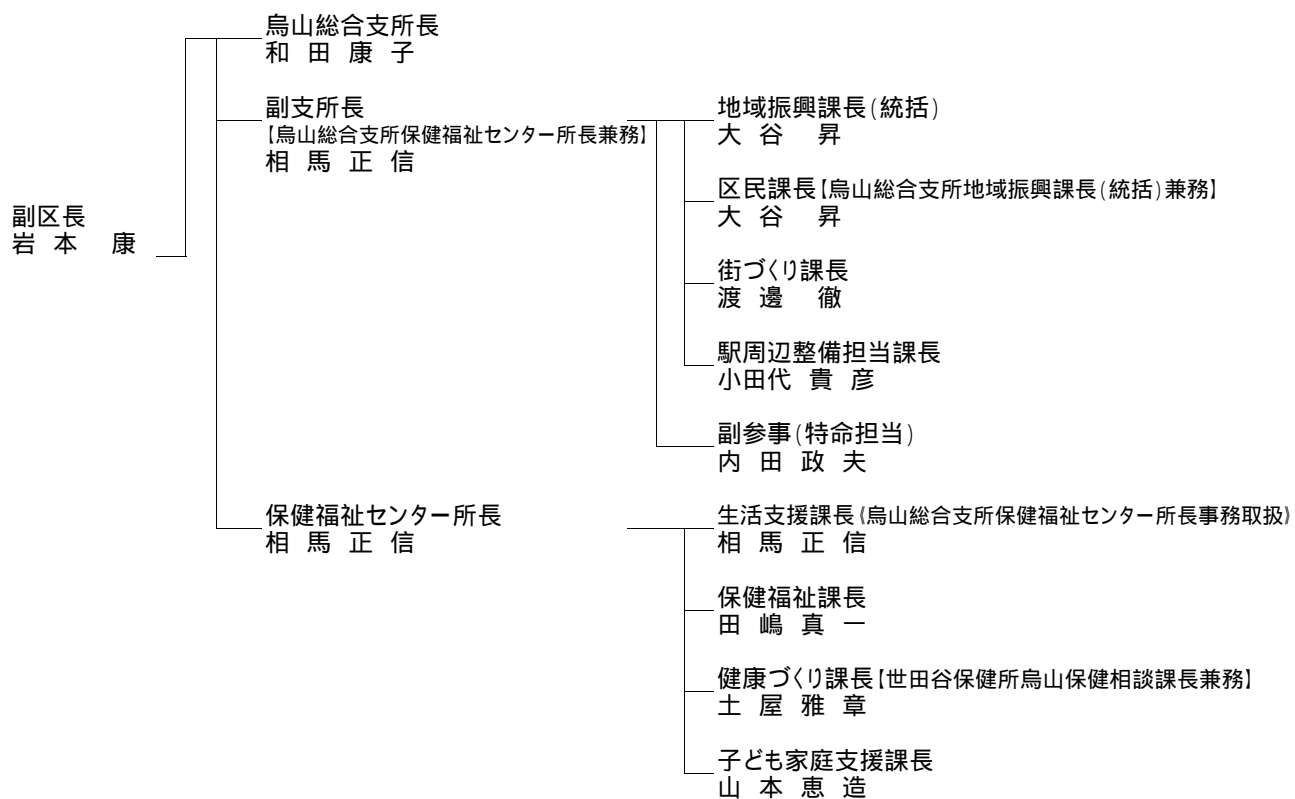 副区長
岩本 康
烏山総合支所長
和田康子
副支所長
【烏山総合支所保健福祉センター所長兼務】
相馬正信
地域振興課長(統括)
大谷 昇
区民課長【烏山総合支所地域振興課長(統括)兼務】
大谷 昇
街づくり課長
渡邊 徹
駅周辺整備担当課長
小田代 貴彦
副参事(特命担当)
内田政夫
保健福祉センター所長
相馬正信
生活支援課長《烏山総合支所保健福祉センター所長事務取扱》
相馬正信
保健福祉課長
田嶋真一
健康づくり課長【世田谷保健所烏山保健相談課長兼務】
土屋雅章
子ども家庭支援課長
山本恵造